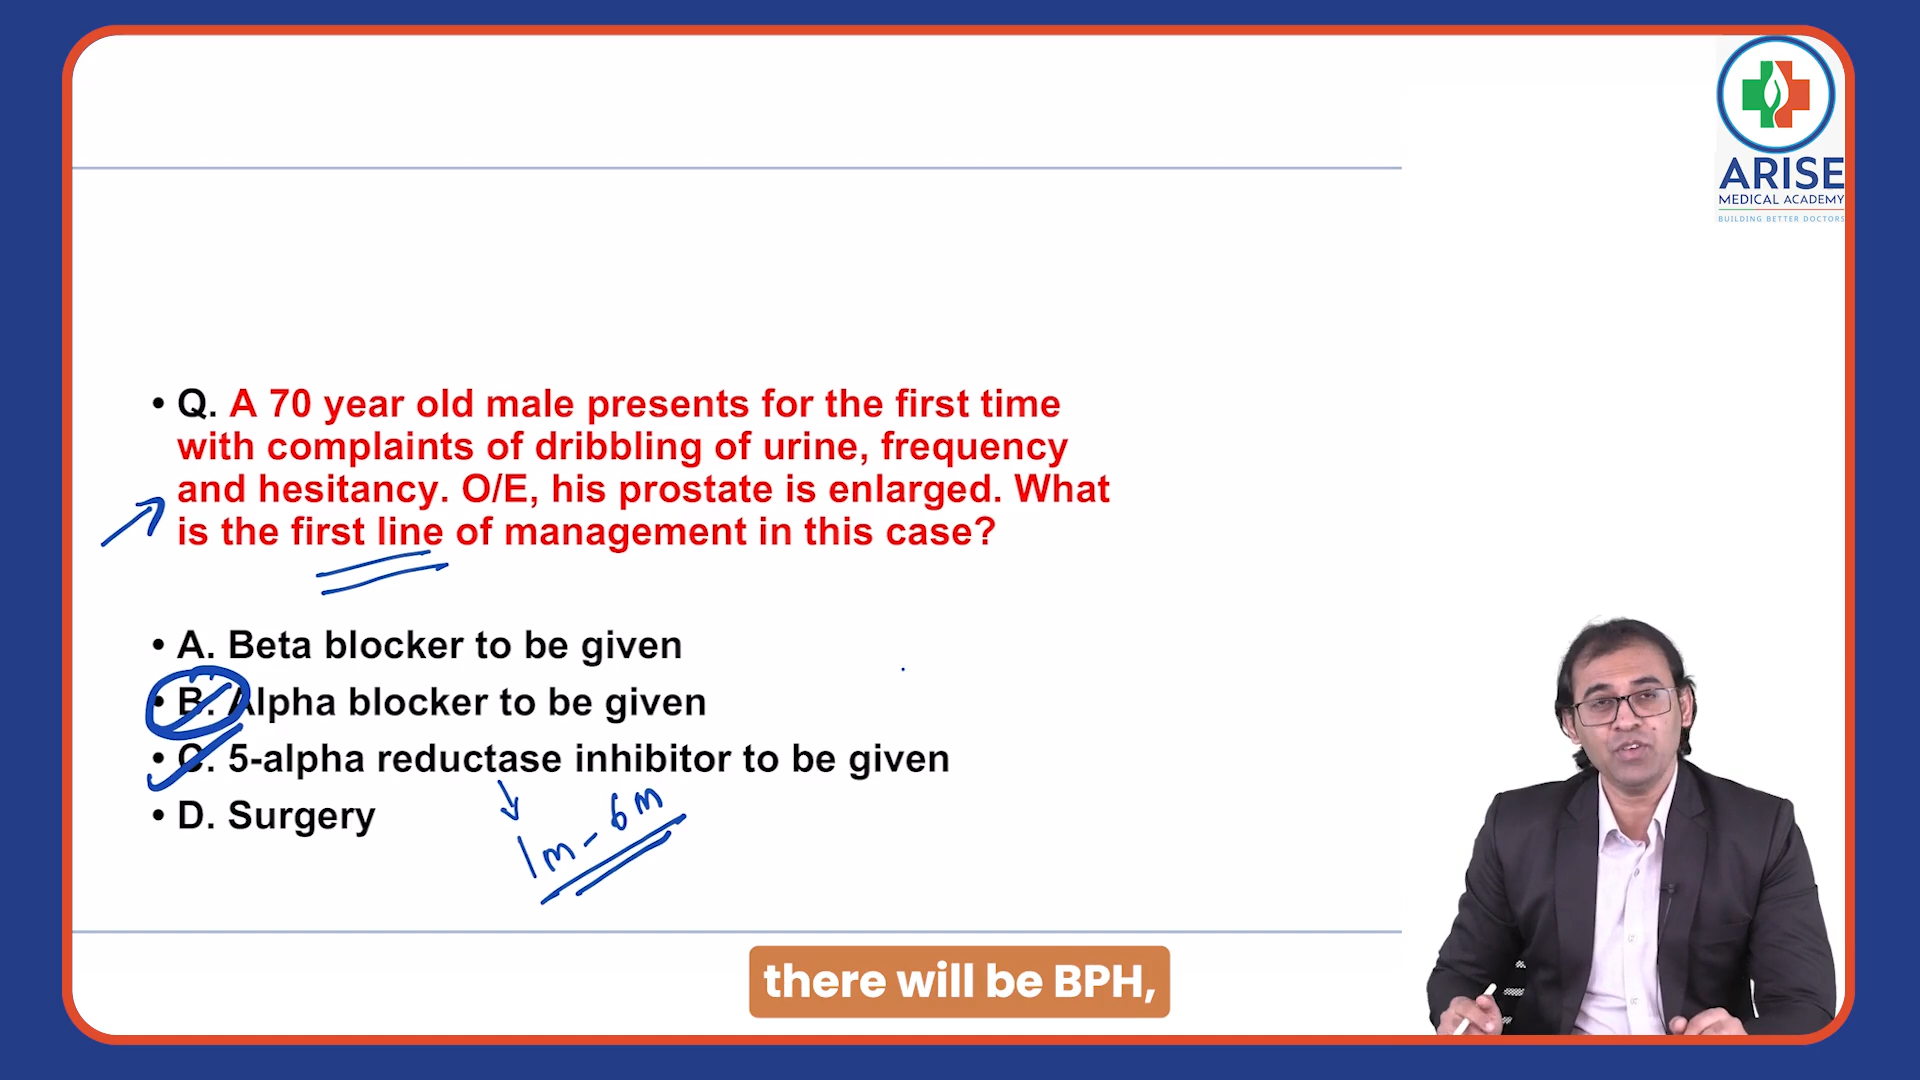 ARISE
MEDICAL ACADEMY
BUILDING BETTER DOCTORS
• Q. A 70 year old male presents for the first time
with complaints of dribbling of urine, frequency
and hesitancy. O/E, his prostate is enlarged. What
is the first line of management in this case?
• A. Beta blocker to be given
• B. Alpha blocker to be given
• C. 5-alpha reductase inhibitor to be given
• D. Surgery
1m - 6m
there will be BPH,